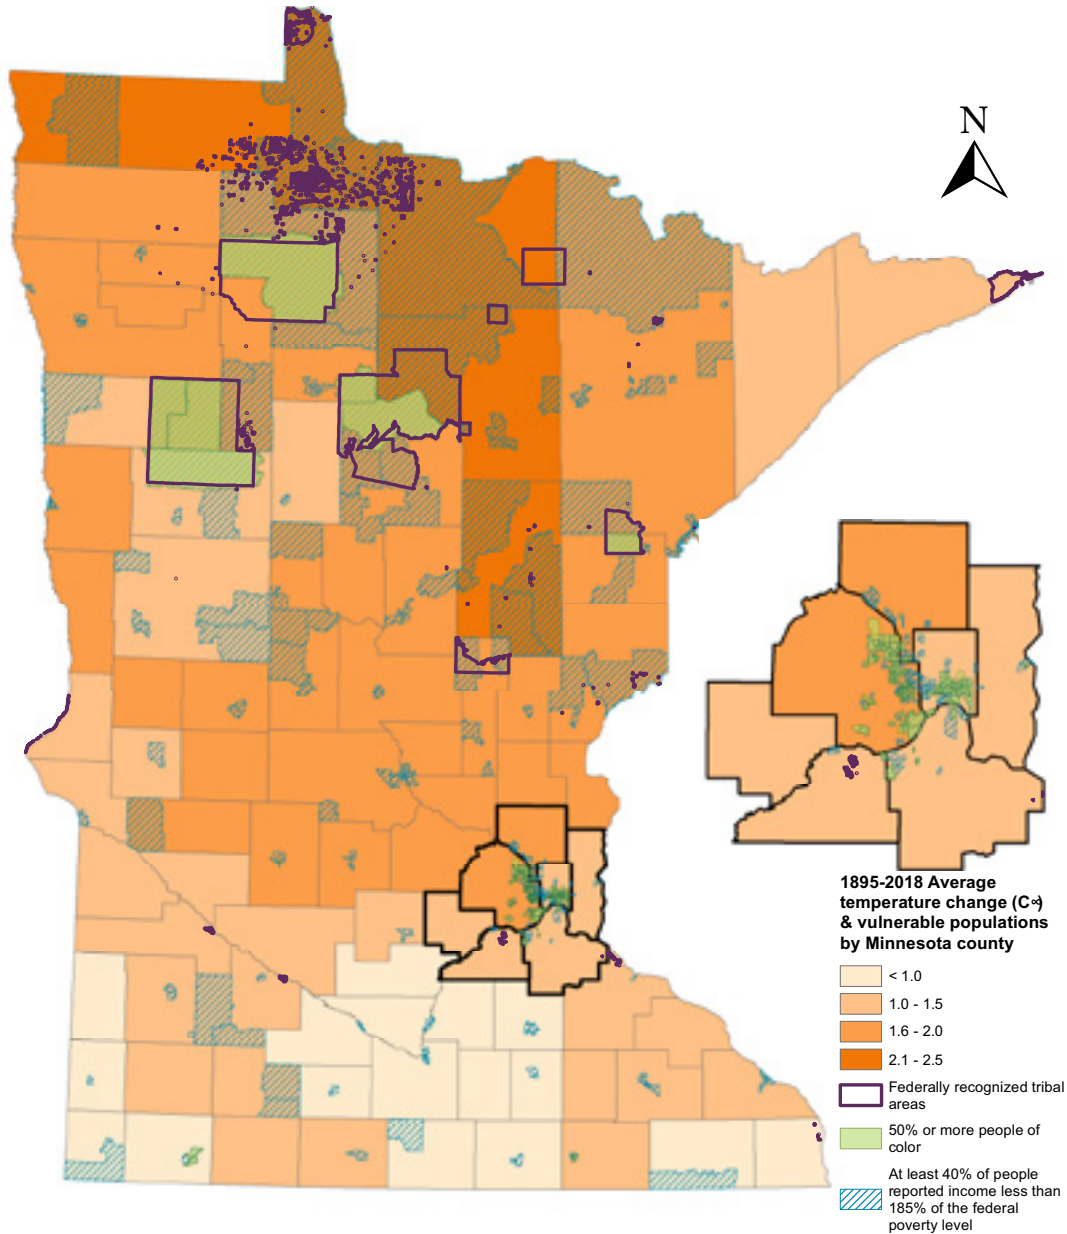 N
1895-2018 Average
temperature change (C∘)
& vulnerable populations
by Minnesota county
< 1.0
1.0 - 1.5
1.6 - 2.0
2.1 - 2.5
Federally recognized tribal
areas
50% or more people of
color
At least 40% of people
reported income less than
185% of the federal
poverty level